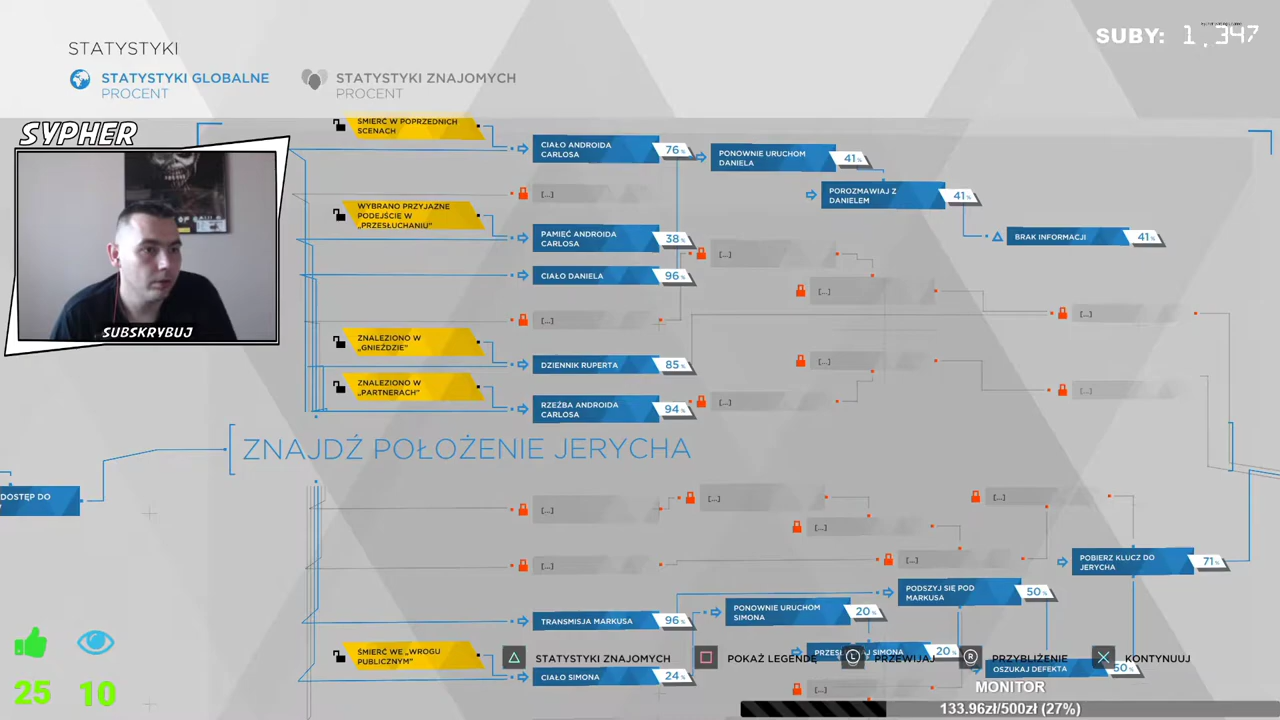 STATYSTYKI
SUBY: 1,347
STATYSTYKI GLOBALNE
PROCENT
STATYSTYKI ZNAJOMYCH
PROCENT
SYPHER
SUBSKRYBUJ
ŚMIERĆ W POPRZEDNICH
SCENACH
CIAŁO ANDROIDA
CARLOSA
76%
PONOWNIE URUCHOM
DANIELA
41%
[...]
POROZMAWIAJ Z
DANIELEM
41%
WYBRANO PRZYJAZNE
PODEJŚCIE W
„PRZESŁUCHANIU”
PAMIĘĆ ANDROIDA
CARLOSA
38%
BRAK INFORMACJI
41%
[...]
CIAŁO DANIELA
96%
[...]
[...]
[...]
ZNALEZIONO W
„GNIEŹDZIE”
DZIENNIK RUPERTA
85%
[...]
ZNALEZIONO W
„PARTNERACH”
[...]
RZEŹBA ANDROIDA
CARLOSA
94%
[...]
ZNAJDŹ POŁOŻENIE JERYCHA
DOSTĘP DO
[...]
[...]
[...]
[...]
[...]
[...]
POBIERZ KLUCZ DO
JERYCHA
71%
PODSZYJ SIĘ POD
MARKUSA
50%
TRANSMISJA MARKUSA
96%
PONOWNIE URUCHOM
SIMONA
20%
ŚMIERĆ WE „WROGU
PUBLICZNYM”
CIAŁO SIMONA
24%
SIMONA
20%
OSZUKAJ DEFEKTA
50%
[...]
STATYSTYKI ZNAJOMYCH
POKAŻ LEGENDĘ
L
PRZEWIJAJ
R
PRZYBLIŻENIE
KONTYNUUJ
25
10
MONITOR
133.96zł/500zł (27%)